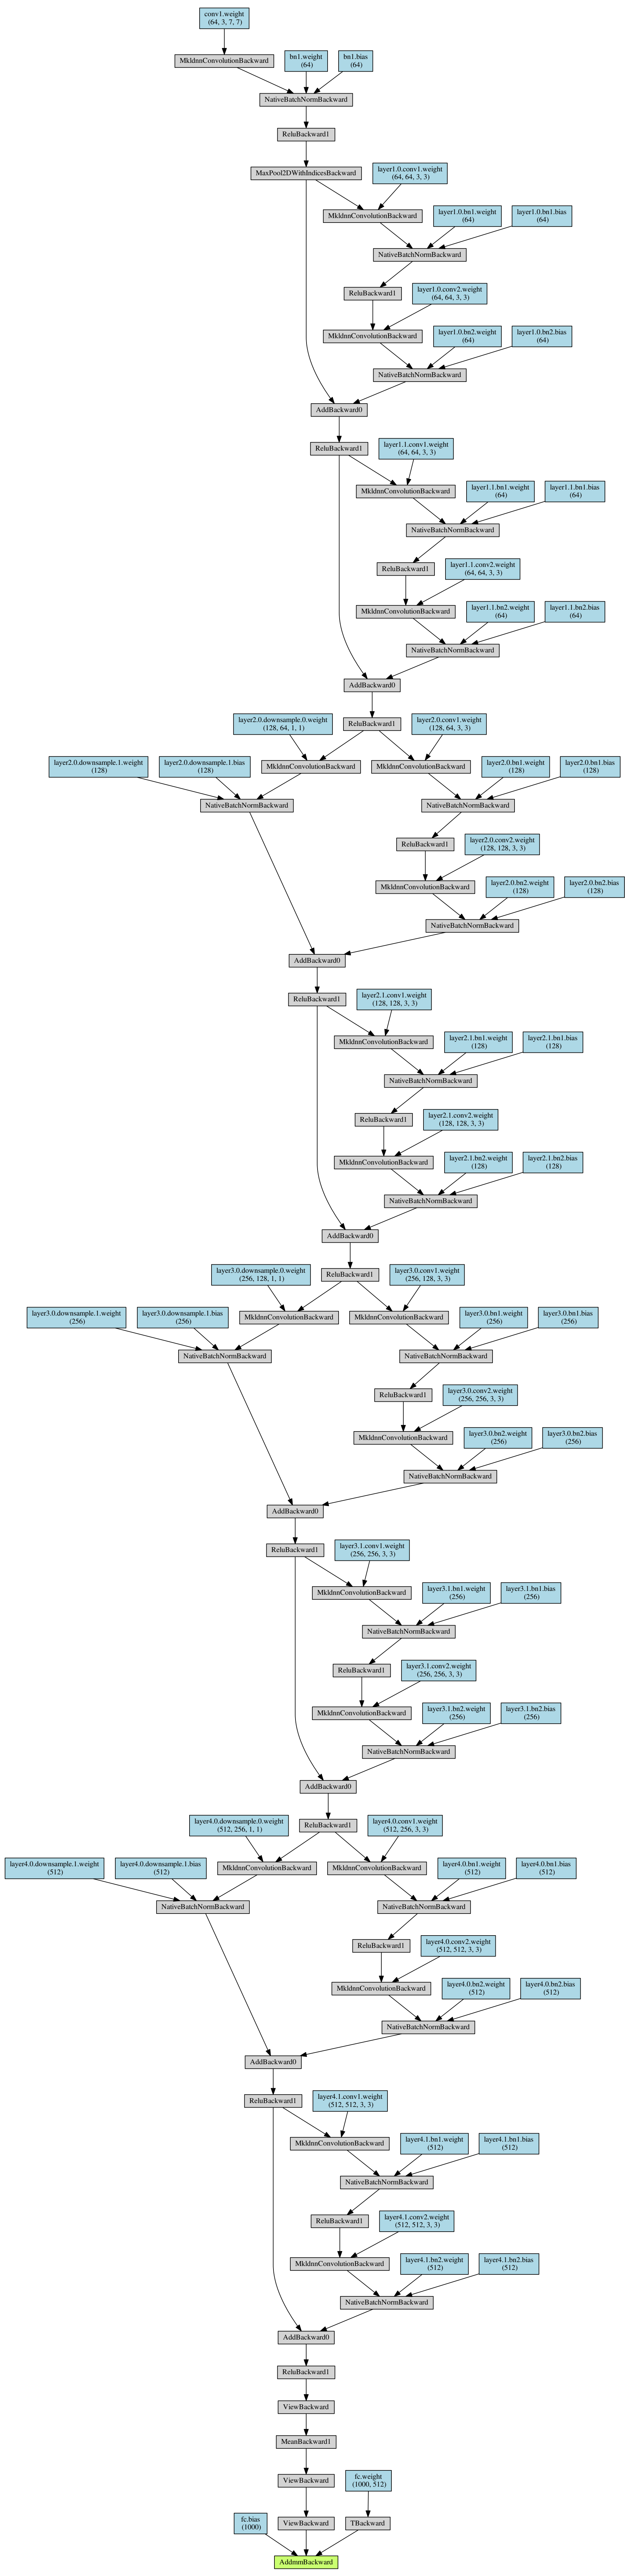 conv1.weight
(64, 3, 7, 7)
MkldnnConvolutionBackward
bn1.weight
(64)
bn1.bias
(64)
NativeBatchNormBackward
ReluBackward1
MaxPool2DWithIndicesBackward
layer1.0.conv1.weight
(64, 64, 3, 3)
MkldnnConvolutionBackward
layer1.0.bn1.weight
(64)
layer1.0.bn1.bias
(64)
NativeBatchNormBackward
ReluBackward1
layer1.0.conv2.weight
(64, 64, 3, 3)
MkldnnConvolutionBackward
layer1.0.bn2.weight
(64)
layer1.0.bn2.bias
(64)
NativeBatchNormBackward
AddBackward0
ReluBackward1
layer1.1.conv1.weight
(64, 64, 3, 3)
MkldnnConvolutionBackward
layer1.1.bn1.weight
(64)
layer1.1.bn1.bias
(64)
NativeBatchNormBackward
ReluBackward1
layer1.1.conv2.weight
(64, 64, 3, 3)
MkldnnConvolutionBackward
layer1.1.bn2.weight
(64)
layer1.1.bn2.bias
(64)
NativeBatchNormBackward
AddBackward0
layer2.0.downsample.0.weight
(128, 64, 1, 1)
ReluBackward1
layer2.0.conv1.weight
(128, 64, 3, 3)
layer2.0.downsample.1.weight
(128)
layer2.0.downsample.1.bias
(128)
MkldnnConvolutionBackward
MkldnnConvolutionBackward
layer2.0.bn1.weight
(128)
layer2.0.bn1.bias
(128)
NativeBatchNormBackward
NativeBatchNormBackward
ReluBackward1
layer2.0.conv2.weight
(128, 128, 3, 3)
MkldnnConvolutionBackward
layer2.0.bn2.weight
(128)
layer2.0.bn2.bias
(128)
NativeBatchNormBackward
AddBackward0
ReluBackward1
layer2.1.conv1.weight
(128, 128, 3, 3)
MkldnnConvolutionBackward
layer2.1.bn1.weight
(128)
layer2.1.bn1.bias
(128)
NativeBatchNormBackward
ReluBackward1
layer2.1.conv2.weight
(128, 128, 3, 3)
MkldnnConvolutionBackward
layer2.1.bn2.weight
(128)
layer2.1.bn2.bias
(128)
NativeBatchNormBackward
AddBackward0
layer3.0.downsample.0.weight
(256, 128, 1, 1)
ReluBackward1
layer3.0.conv1.weight
(256, 128, 3, 3)
layer3.0.downsample.1.weight
(256)
layer3.0.downsample.1.bias
(256)
MkldnnConvolutionBackward
MkldnnConvolutionBackward
layer3.0.bn1.weight
(256)
layer3.0.bn1.bias
(256)
NativeBatchNormBackward
NativeBatchNormBackward
ReluBackward1
layer3.0.conv2.weight
(256, 256, 3, 3)
MkldnnConvolutionBackward
layer3.0.bn2.weight
(256)
layer3.0.bn2.bias
(256)
NativeBatchNormBackward
AddBackward0
ReluBackward1
layer3.1.conv1.weight
(256, 256, 3, 3)
MkldnnConvolutionBackward
layer3.1.bn1.weight
(256)
layer3.1.bn1.bias
(256)
NativeBatchNormBackward
ReluBackward1
layer3.1.conv2.weight
(256, 256, 3, 3)
MkldnnConvolutionBackward
layer3.1.bn2.weight
(256)
layer3.1.bn2.bias
(256)
NativeBatchNormBackward
AddBackward0
layer4.0.downsample.0.weight
(512, 256, 1, 1)
ReluBackward1
layer4.0.conv1.weight
(512, 256, 3, 3)
layer4.0.downsample.1.weight
(512)
layer4.0.downsample.1.bias
(512)
MkldnnConvolutionBackward
MkldnnConvolutionBackward
layer4.0.bn1.weight
(512)
layer4.0.bn1.bias
(512)
NativeBatchNormBackward
NativeBatchNormBackward
ReluBackward1
layer4.0.conv2.weight
(512, 512, 3, 3)
MkldnnConvolutionBackward
layer4.0.bn2.weight
(512)
layer4.0.bn2.bias
(512)
NativeBatchNormBackward
AddBackward0
ReluBackward1
layer4.1.conv1.weight
(512, 512, 3, 3)
MkldnnConvolutionBackward
layer4.1.bn1.weight
(512)
layer4.1.bn1.bias
(512)
NativeBatchNormBackward
ReluBackward1
layer4.1.conv2.weight
(512, 512, 3, 3)
MkldnnConvolutionBackward
layer4.1.bn2.weight
(512)
layer4.1.bn2.bias
(512)
NativeBatchNormBackward
AddBackward0
ReluBackward1
ViewBackward
MeanBackward1
ViewBackward
fc.weight
(1000, 512)
fc.bias
(1000)
ViewBackward
TBackward
AddmmBackward